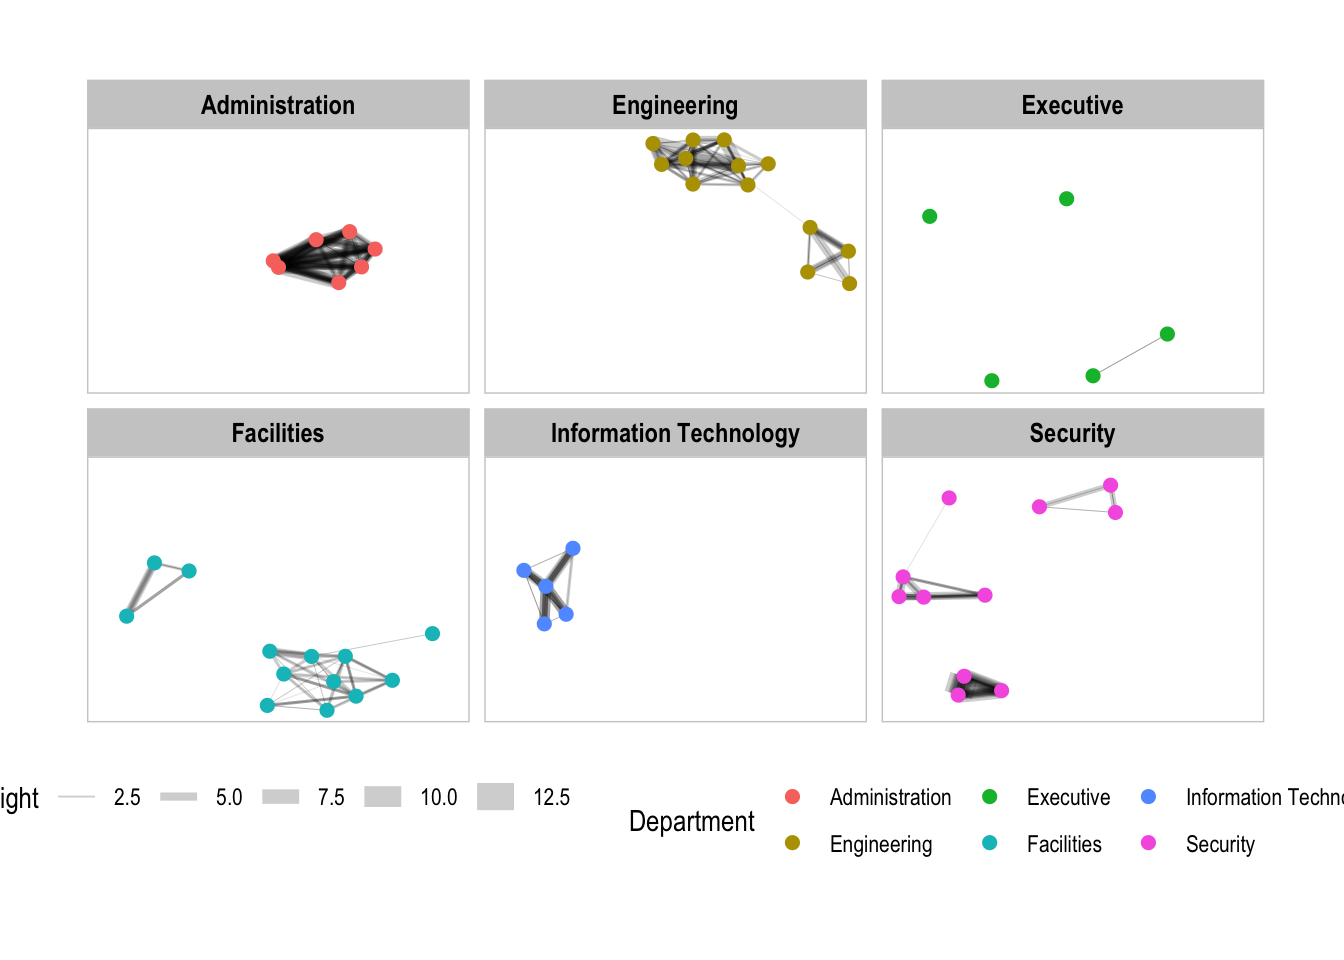 Administration
Engineering
Executive
Facilities
Information Technology
Security
ight 2.5 5.0 7.5 10.0 12.5
Department
Administration Executive Information Techno
Engineering Facilities Security